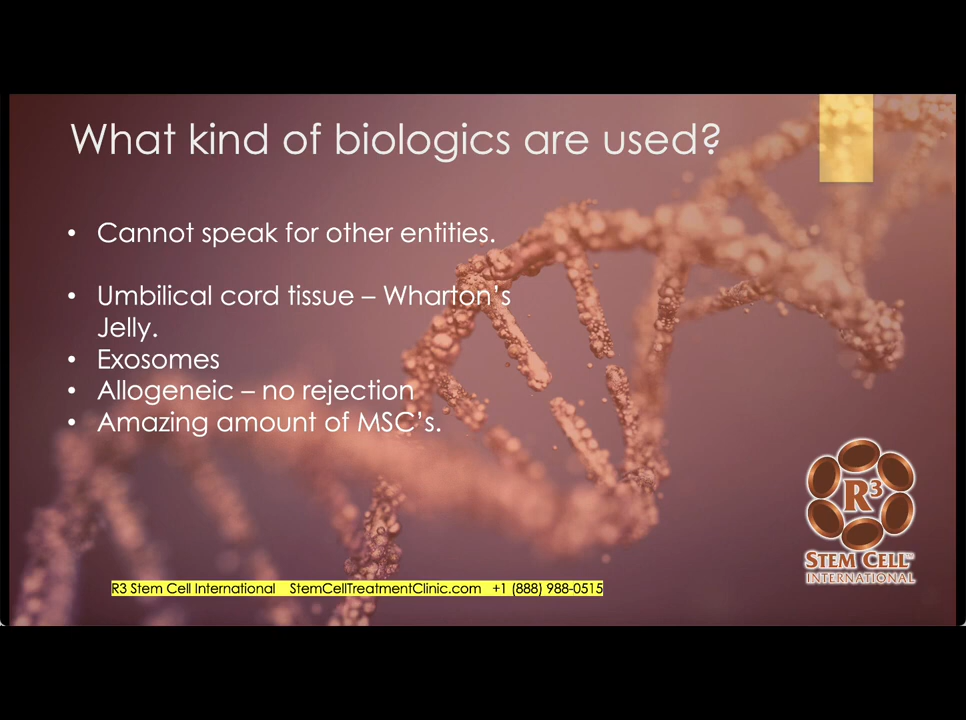 What kind of biologics are used?
• Cannot speak for other entities.
• Umbilical cord tissue – Wharton's
Jelly.
• Exosomes
• Allogeneic – no rejection
• Amazing amount of MSC's.
R3
STEM CELL™
INTERNATIONAL
R3 Stem Cell International StemCellTreatmentClinic.com +1 (888) 988-0515